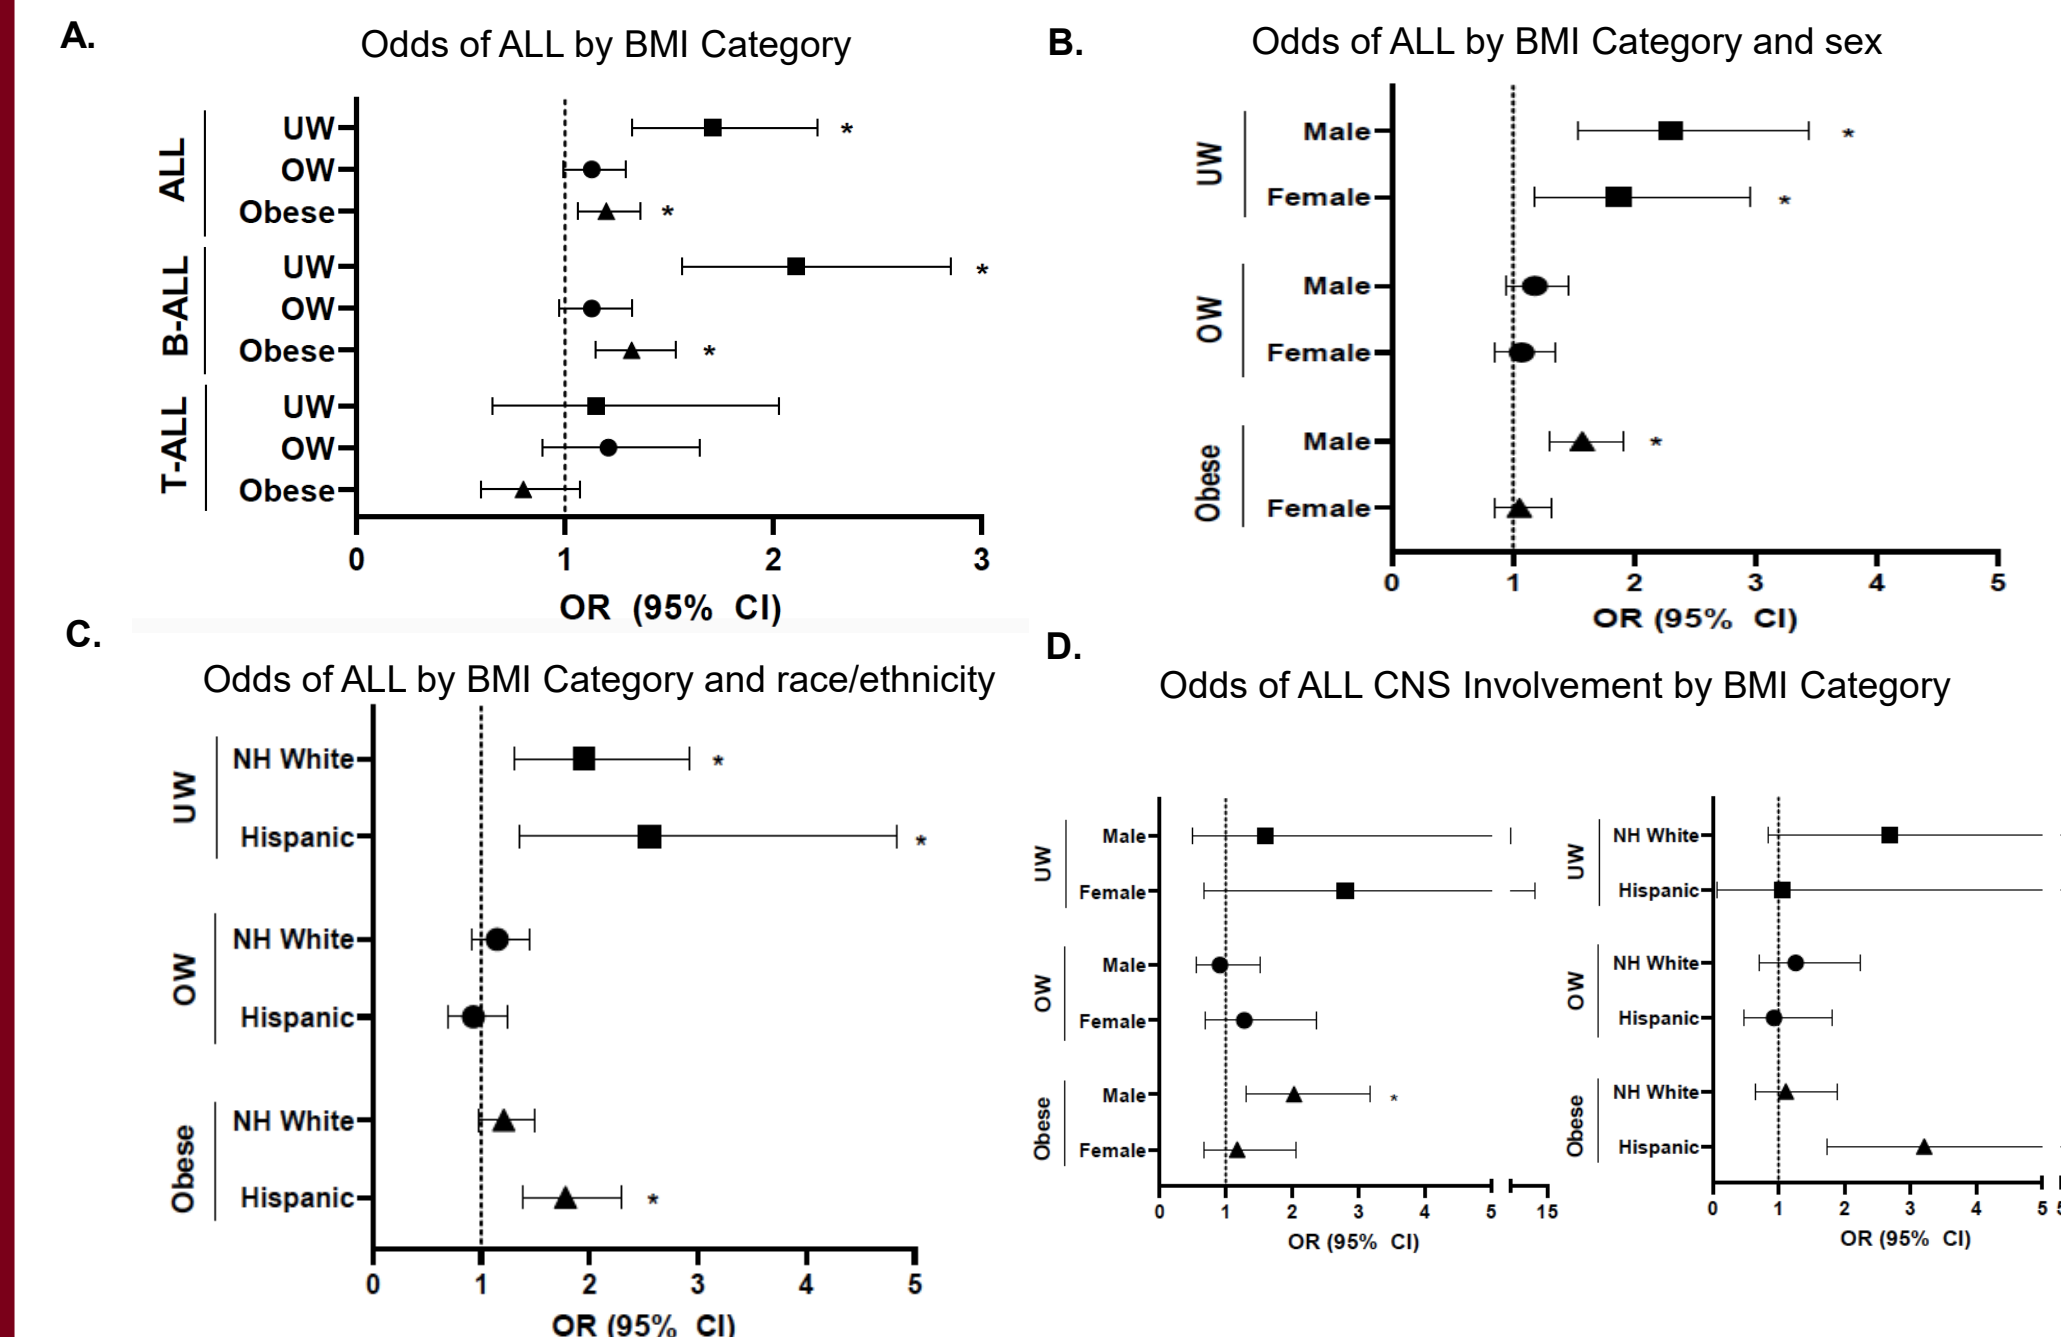 A.
Odds of ALL by BMI Category
ALL
UW
*
OW
Obese
*
B-ALL
UW
*
OW
Obese
*
T-ALL
UW
OW
Obese
0 1 2 3
OR (95% CI)
B.
Odds of ALL by BMI Category and sex
UW
Male
*
Female
*
OW
Male
Female
Obese
Male
*
Female
0 1 2 3 4 5
OR (95% CI)
C.
Odds of ALL by BMI Category and race/ethnicity
UW
NH White
*
Hispanic
*
OW
NH White
Hispanic
Obese
NH White
Hispanic
*
0 1 2 3 4 5
OR (95% CI)
D.
Odds of ALL CNS Involvement by BMI Category
UW
Male
Female
OW
Male
Female
Obese
Male
*
Female
0 1 2 3 4 5 15
OR (95% CI)
UW
NH White
Hispanic
OW
NH White
Hispanic
Obese
NH White
Hispanic
0 1 2 3 4 5
OR (95% CI)